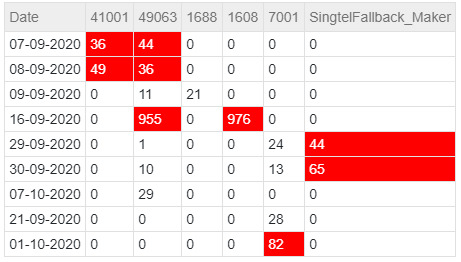 Date 41001 49063 1688 1608 7001 SingtelFallback_Maker
07-09-2020 36 44 0 0 0 0
08-09-2020 49 36 0 0 0 0
09-09-2020 0 11 21 0 0 0
16-09-2020 0 955 0 976 0 0
29-09-2020 0 1 0 0 24 44
30-09-2020 0 10 0 0 13 65
07-10-2020 0 29 0 0 0 0
21-09-2020 0 0 0 0 28 0
01-10-2020 0 0 0 0 82 0